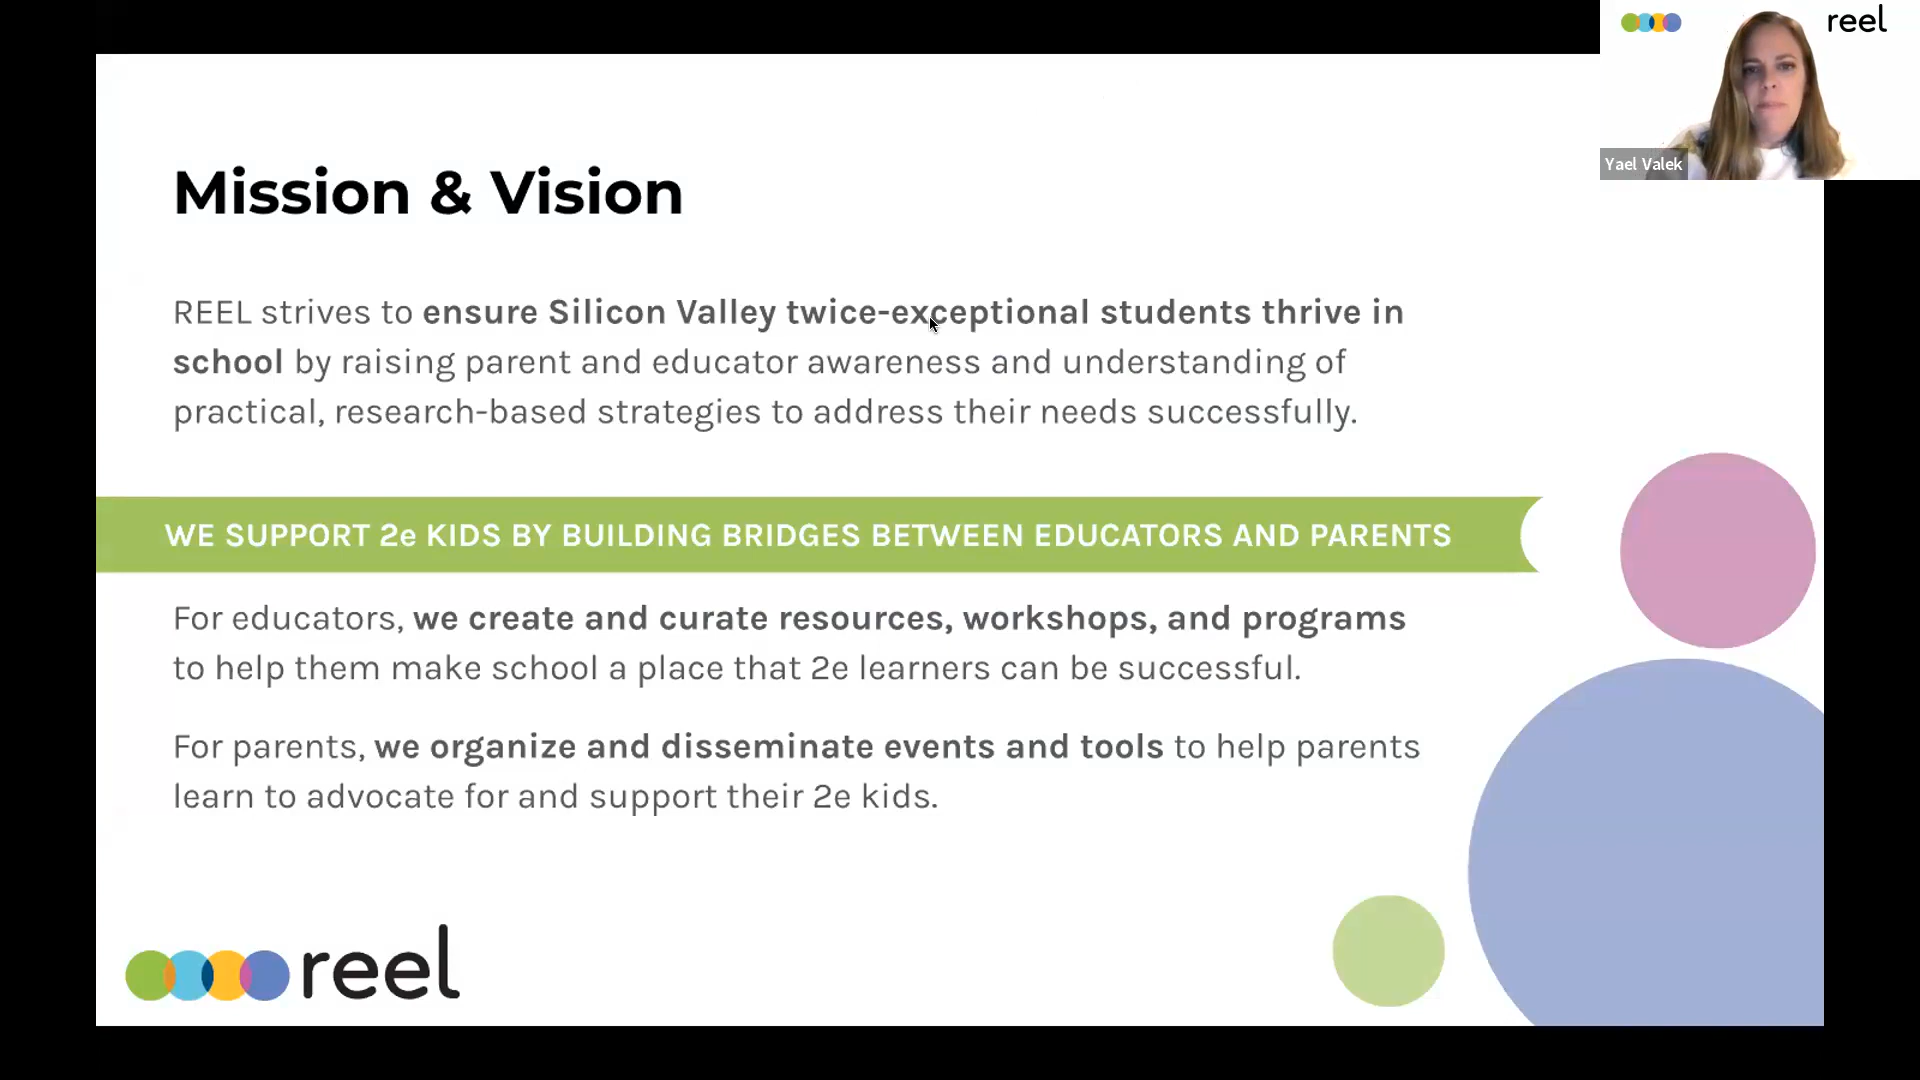 reel
Yael Valek
Mission & Vision
REEL strives to ensure Silicon Valley twice-exceptional students thrive in
school by raising parent and educator awareness and understanding of
practical, research-based strategies to address their needs successfully.
WE SUPPORT 2e KIDS BY BUILDING BRIDGES BETWEEN EDUCATORS AND PARENTS
For educators, we create and curate resources, workshops, and programs
to help them make school a place that 2e learners can be successful.
For parents, we organize and disseminate events and tools to help parents
learn to advocate for and support their 2e kids.
reel